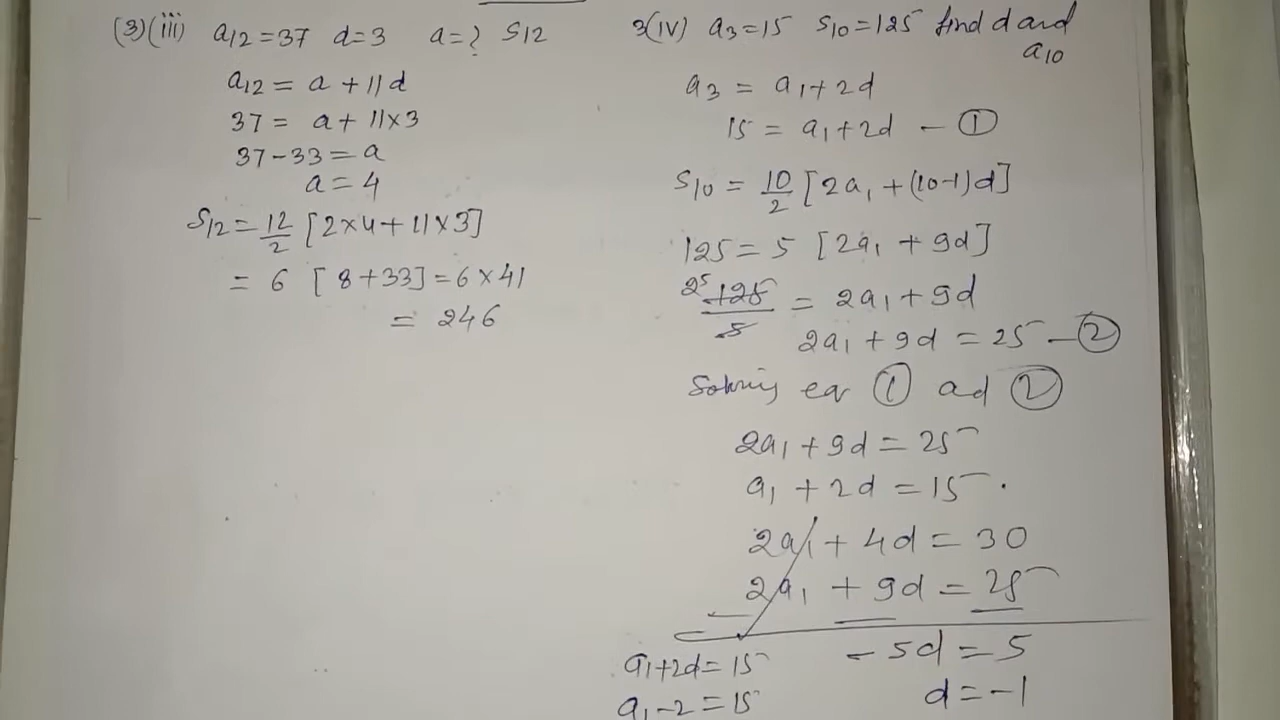 (3)(iii) a12 = 37 d = 3 a = ? S12
a12 = a + 11d
37 = a + 11×3
37 - 33 = a
a = 4
S12 = 12/2 [2×4 + 11×3]
= 6 [8 + 33] = 6 × 41
= 246
3(IV) a3 = 15 S10 = 125 find d and
a10
a3 = a1 + 2d
15 = a1 + 2d - ①
S10 = 10/2 [2a1 + (10-1)d]
125 = 5 [2a1 + 9d]
25 125/5 = 2a1 + 9d
2a1 + 9d = 25 - ②
Solving eq ① ad ②
2a1 + 9d = 25
a1 + 2d = 15 .
2a1 + 4d = 30
2a1 + 9d = 25
- 5d = 5
d = -1
a1 + 2d = 15
a1 - 2 = 15